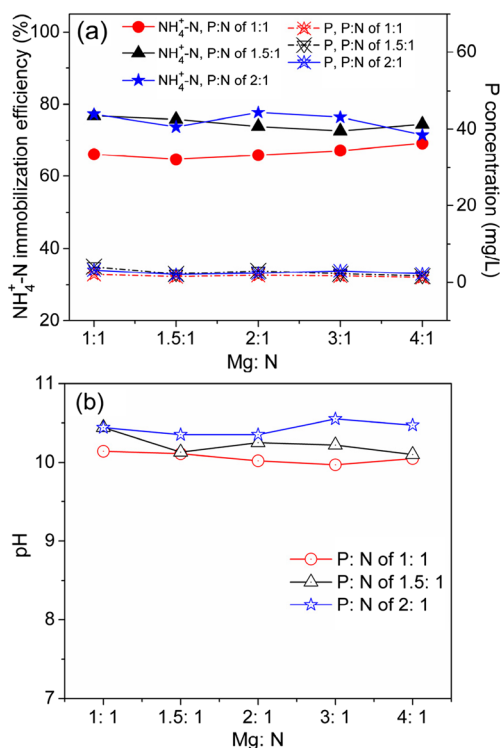 (a)
NH₄⁺-N, P:N of 1:1
NH₄⁺-N, P:N of 1.5:1
NH₄⁺-N, P:N of 2:1
P, P:N of 1:1
P, P:N of 1.5:1
P, P:N of 2:1
NH₄⁺-N immobilization efficiency (%)
100
80
60
40
20
P concentration (mg/L)
60
40
20
0
1:1 1.5:1 2:1 3:1 4:1
Mg: N
(b)
pH
11
10
9
8
7
P: N of 1: 1
P: N of 1.5: 1
P: N of 2: 1
1: 1 1.5: 1 2: 1 3: 1 4: 1
Mg: N